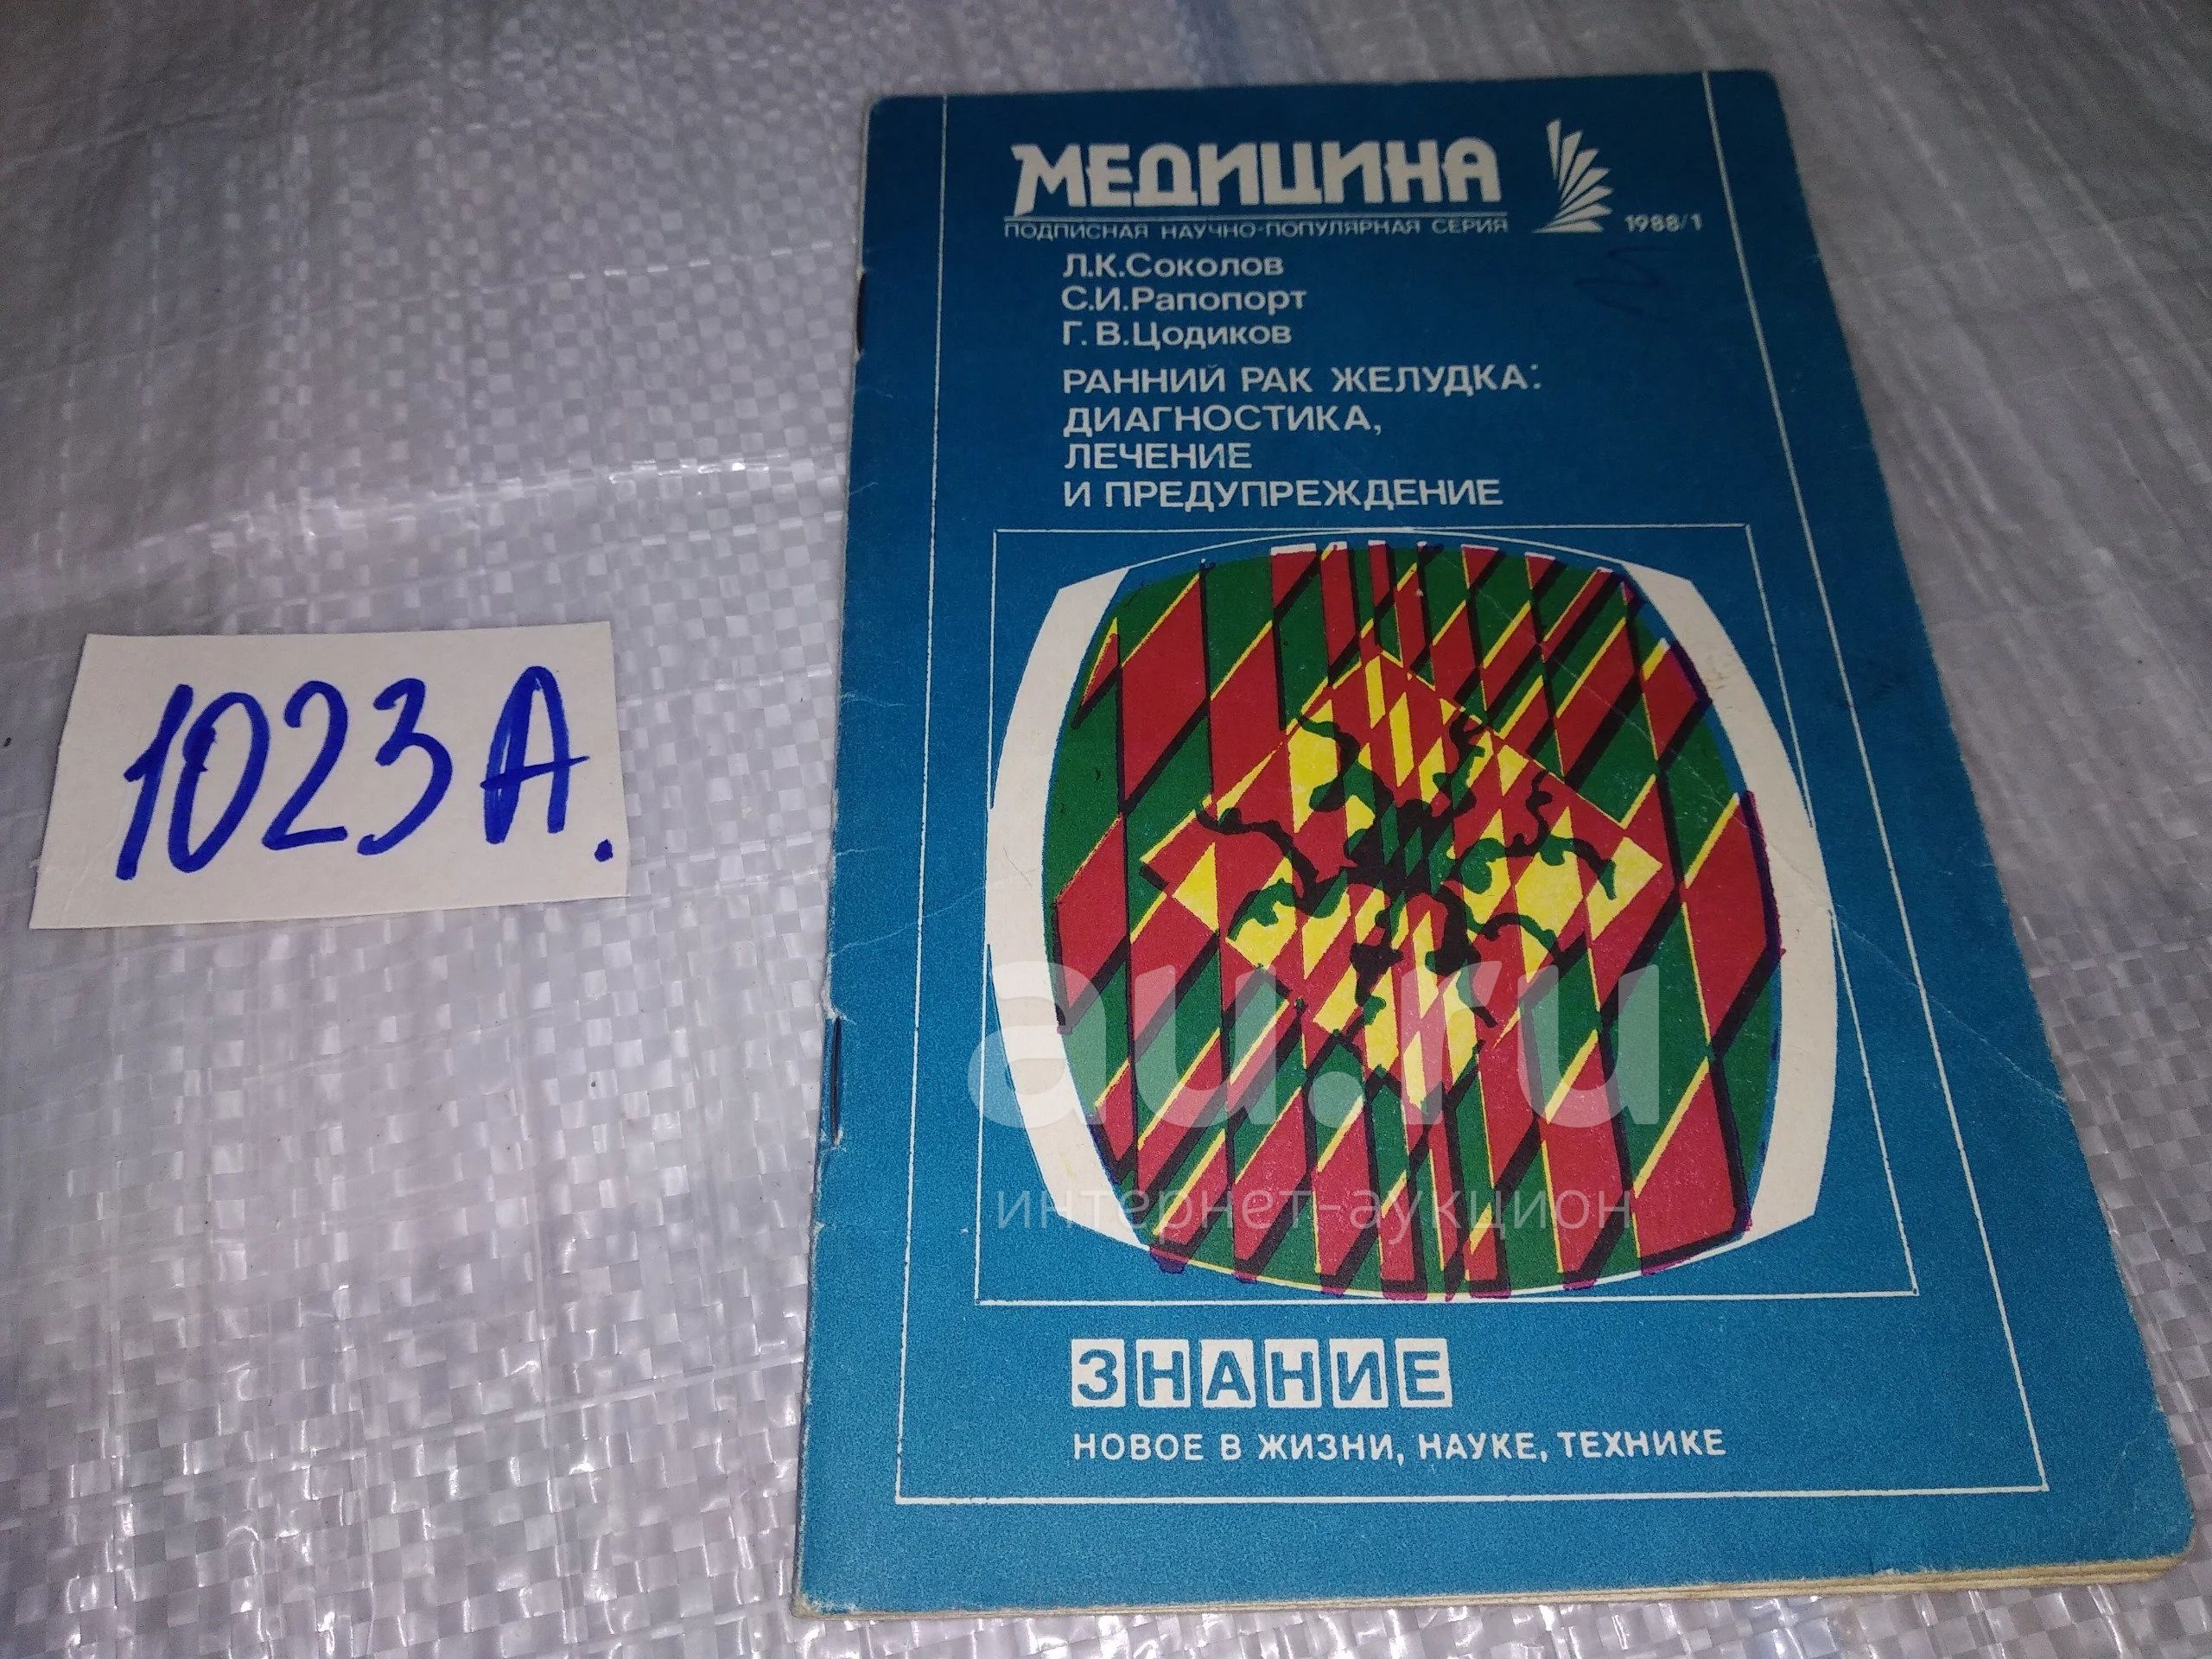 МЕДИЦИНА
ПОДПИСНАЯ НАУЧНО-ПОПУЛЯРНАЯ СЕРИЯ
1988/1
Л.К.Соколов
С.И.Рапопорт
Г.В.Цодиков
РАННИЙ РАК ЖЕЛУДКА:
ДИАГНОСТИКА,
ЛЕЧЕНИЕ
И ПРЕДУПРЕЖДЕНИЕ
1023А.
au.ru
интернет-аукцион
ЗНАНИЕ
НОВОЕ В ЖИЗНИ, НАУКЕ, ТЕХНИКЕ